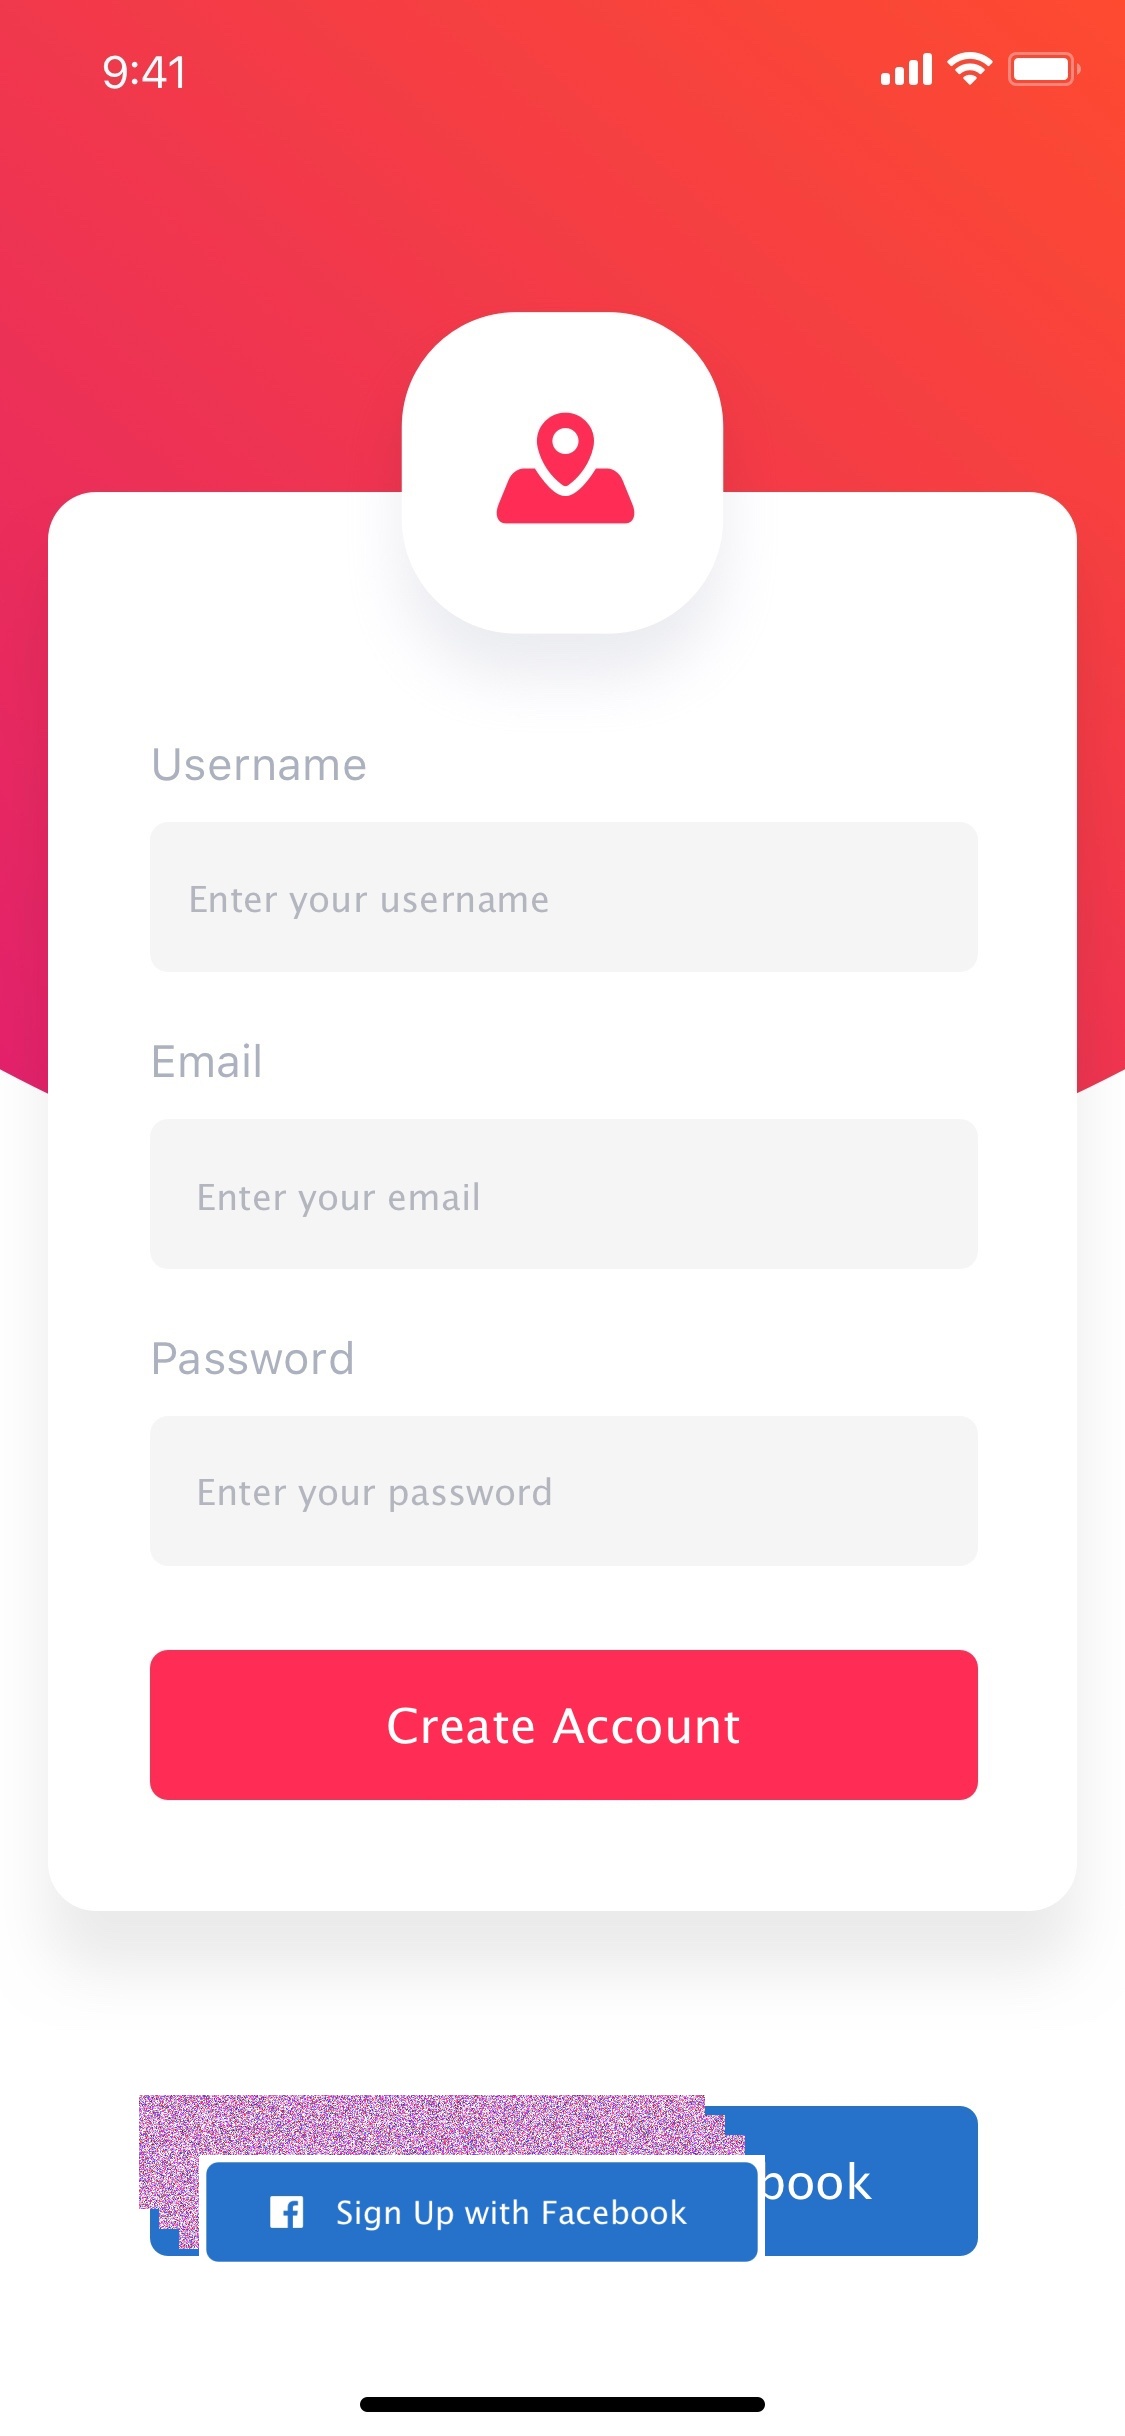 9:41
Username
Enter your username
Email
Enter your email
Password
Enter your password
Create Account
book
Sign Up with Facebook